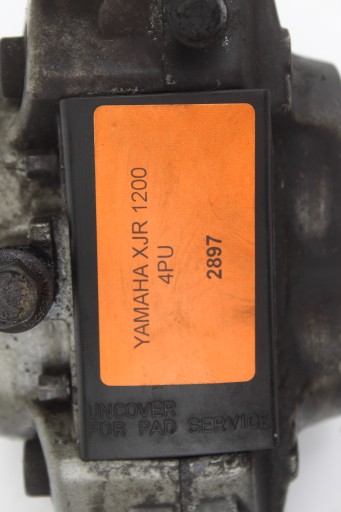 YAMAHA XJR 1200
4PU
2897
UNCOVER
FOR PAD SERVICE